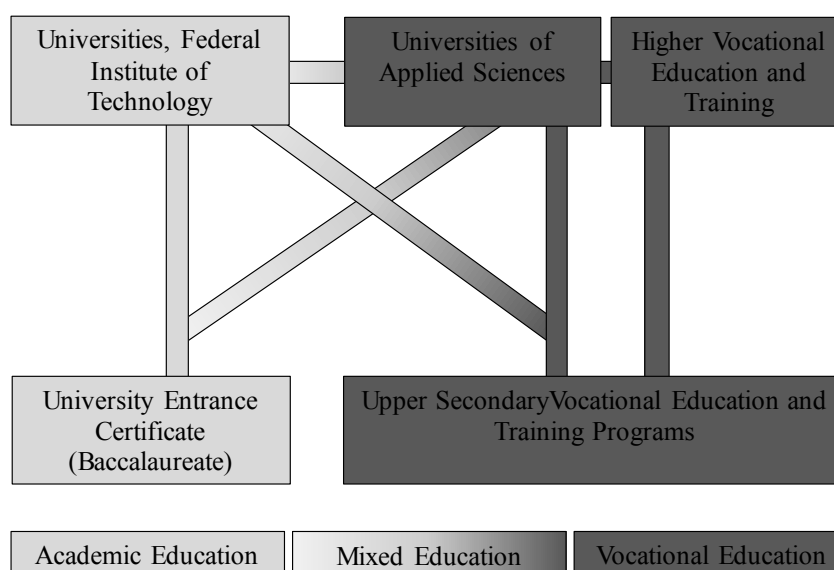 Universities, Federal
Institute of
Technology
Universities of
Applied Sciences
Higher Vocational
Education and
Training
University Entrance
Certificate
(Baccalaureate)
Upper SecondaryVocational Education and
Training Programs
Academic Education
Mixed Education
Vocational Education